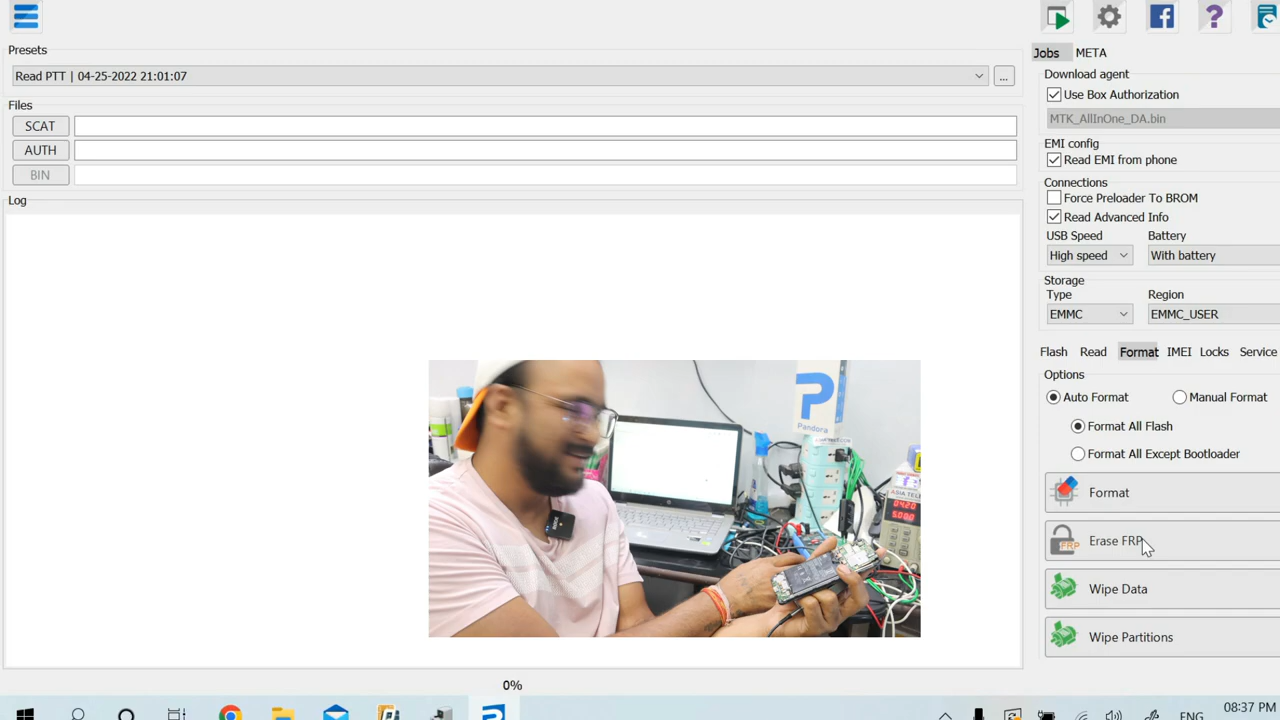 Presets
Read PTT | 04-25-2022 21:01:07
...
Files
SCAT
AUTH
BIN
Log
Jobs META
Download agent
Use Box Authorization
MTK_AllInOne_DA.bin
EMI config
Read EMI from phone
Connections
Force Preloader To BROM
Read Advanced Info
USB Speed Battery
High speed With battery
Storage
Type Region
EMMC EMMC_USER
Flash Read Format IMEI Locks Service
Options
Auto Format Manual Format
Format All Flash
Format All Except Bootloader
Format
FRP Erase FRP
Wipe Data
Wipe Partitions
Pandora
ASIA TELE
0%
ENG
08:37 PM